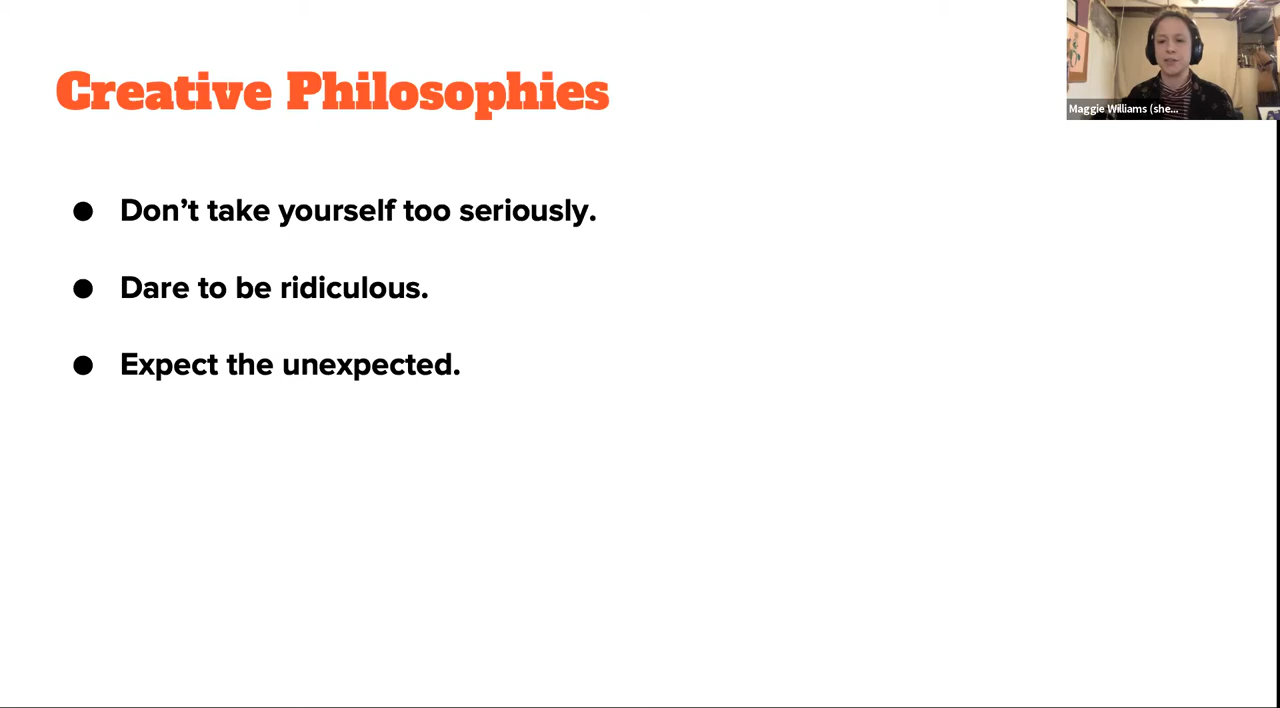 Creative Philosophies
Maggie Williams (she...
● Don’t take yourself too seriously.
● Dare to be ridiculous.
● Expect the unexpected.